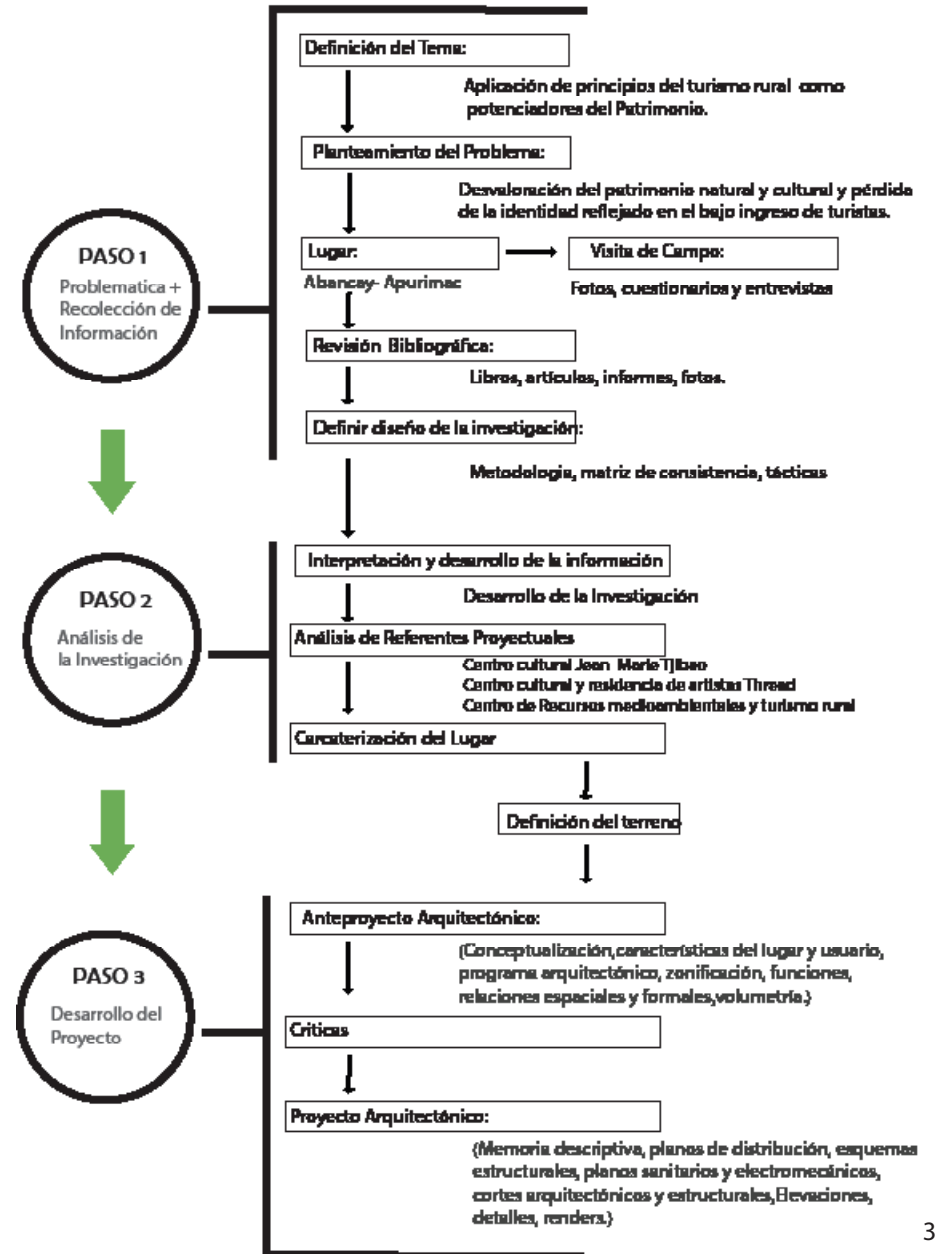 Definición del Tema:
Aplicación de principios del turismo rural como
potenciadores del Patrimonio.
Planteamiento del Problema:
Desvaloración del patrimonio natural y cultural y pérdida
de la identidad reflejado en el bajo ingreso de turistas.
PASO 1
Problematica +
Recolección de
Información
Lugar:
Visita de Campo:
Abancay- Apurimac
Fotos, cuestionarios y entrevistas
Revisión Bibliográfica:
Libros, artículos, informes, fotos.
Definir diseño de la investigación:
Metodologia, matriz de consistencia, tácticas
PASO 2
Análisis de
la Investigación
Interpretación y desarrollo de la información
Desarrollo de la Investigación
Análisis de Referentes Proyectuales
Centro cultural Jean Marie Tjibao
Centro cultural y residencia de artistas Thread
Centro de Recursos medioambientales y turismo rural
Carcaterización del Lugar
Definición del terreno
PASO 3
Desarrollo del
Proyecto
Anteproyecto Arquitectónico:
(Conceptualización,características del lugar y usuario,
programa arquitectónico, zonificación, funciones,
relaciones espaciales y formales,volumetría.)
Criticas
Proyecto Arquitectónico:
(Memoria descriptiva, planos de distribución, esquemas
estructurales, planos sanitarios y electromecánicos,
cortes arquitectónicos y estructurales,Elevaciones,
detalles, renders.)
3